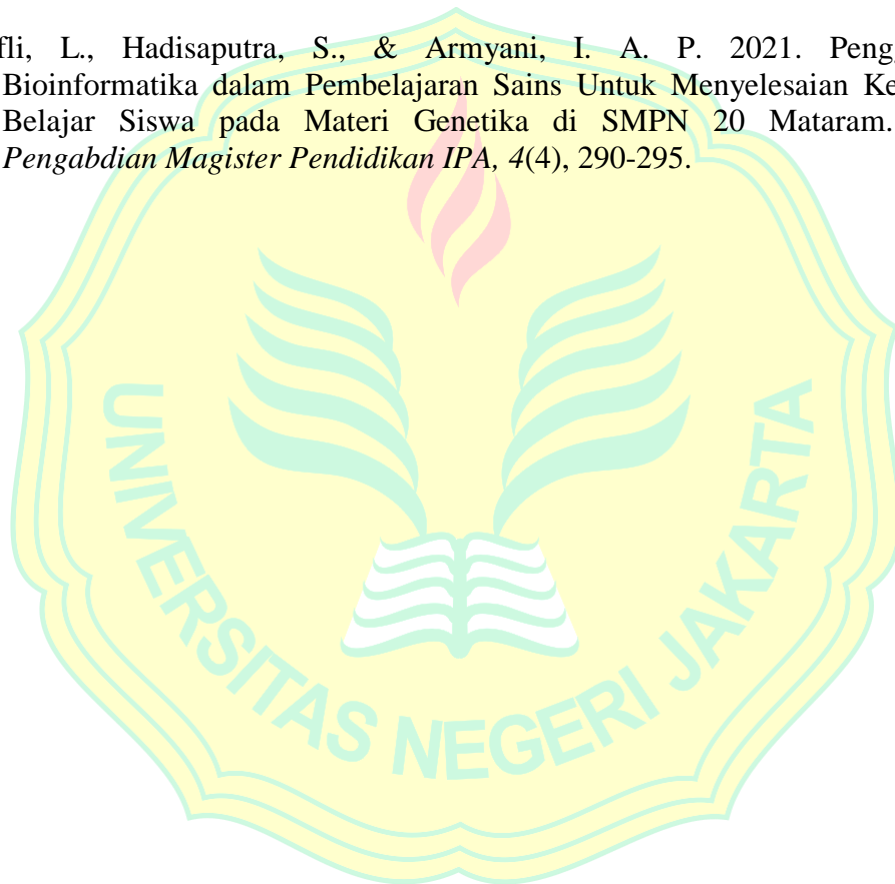 fli, L., Hadisaputra, S., & Armyani, I. A. P. 2021. Peng
Bioinformatika dalam Pembelajaran Sains Untuk Menyelesaian Ke
Belajar Siswa pada Materi Genetika di SMPN 20 Mataram.
Pengabdian Magister Pendidikan IPA, 4(4), 290-295.
UNIVERSITAS NEGERI JAKARTA